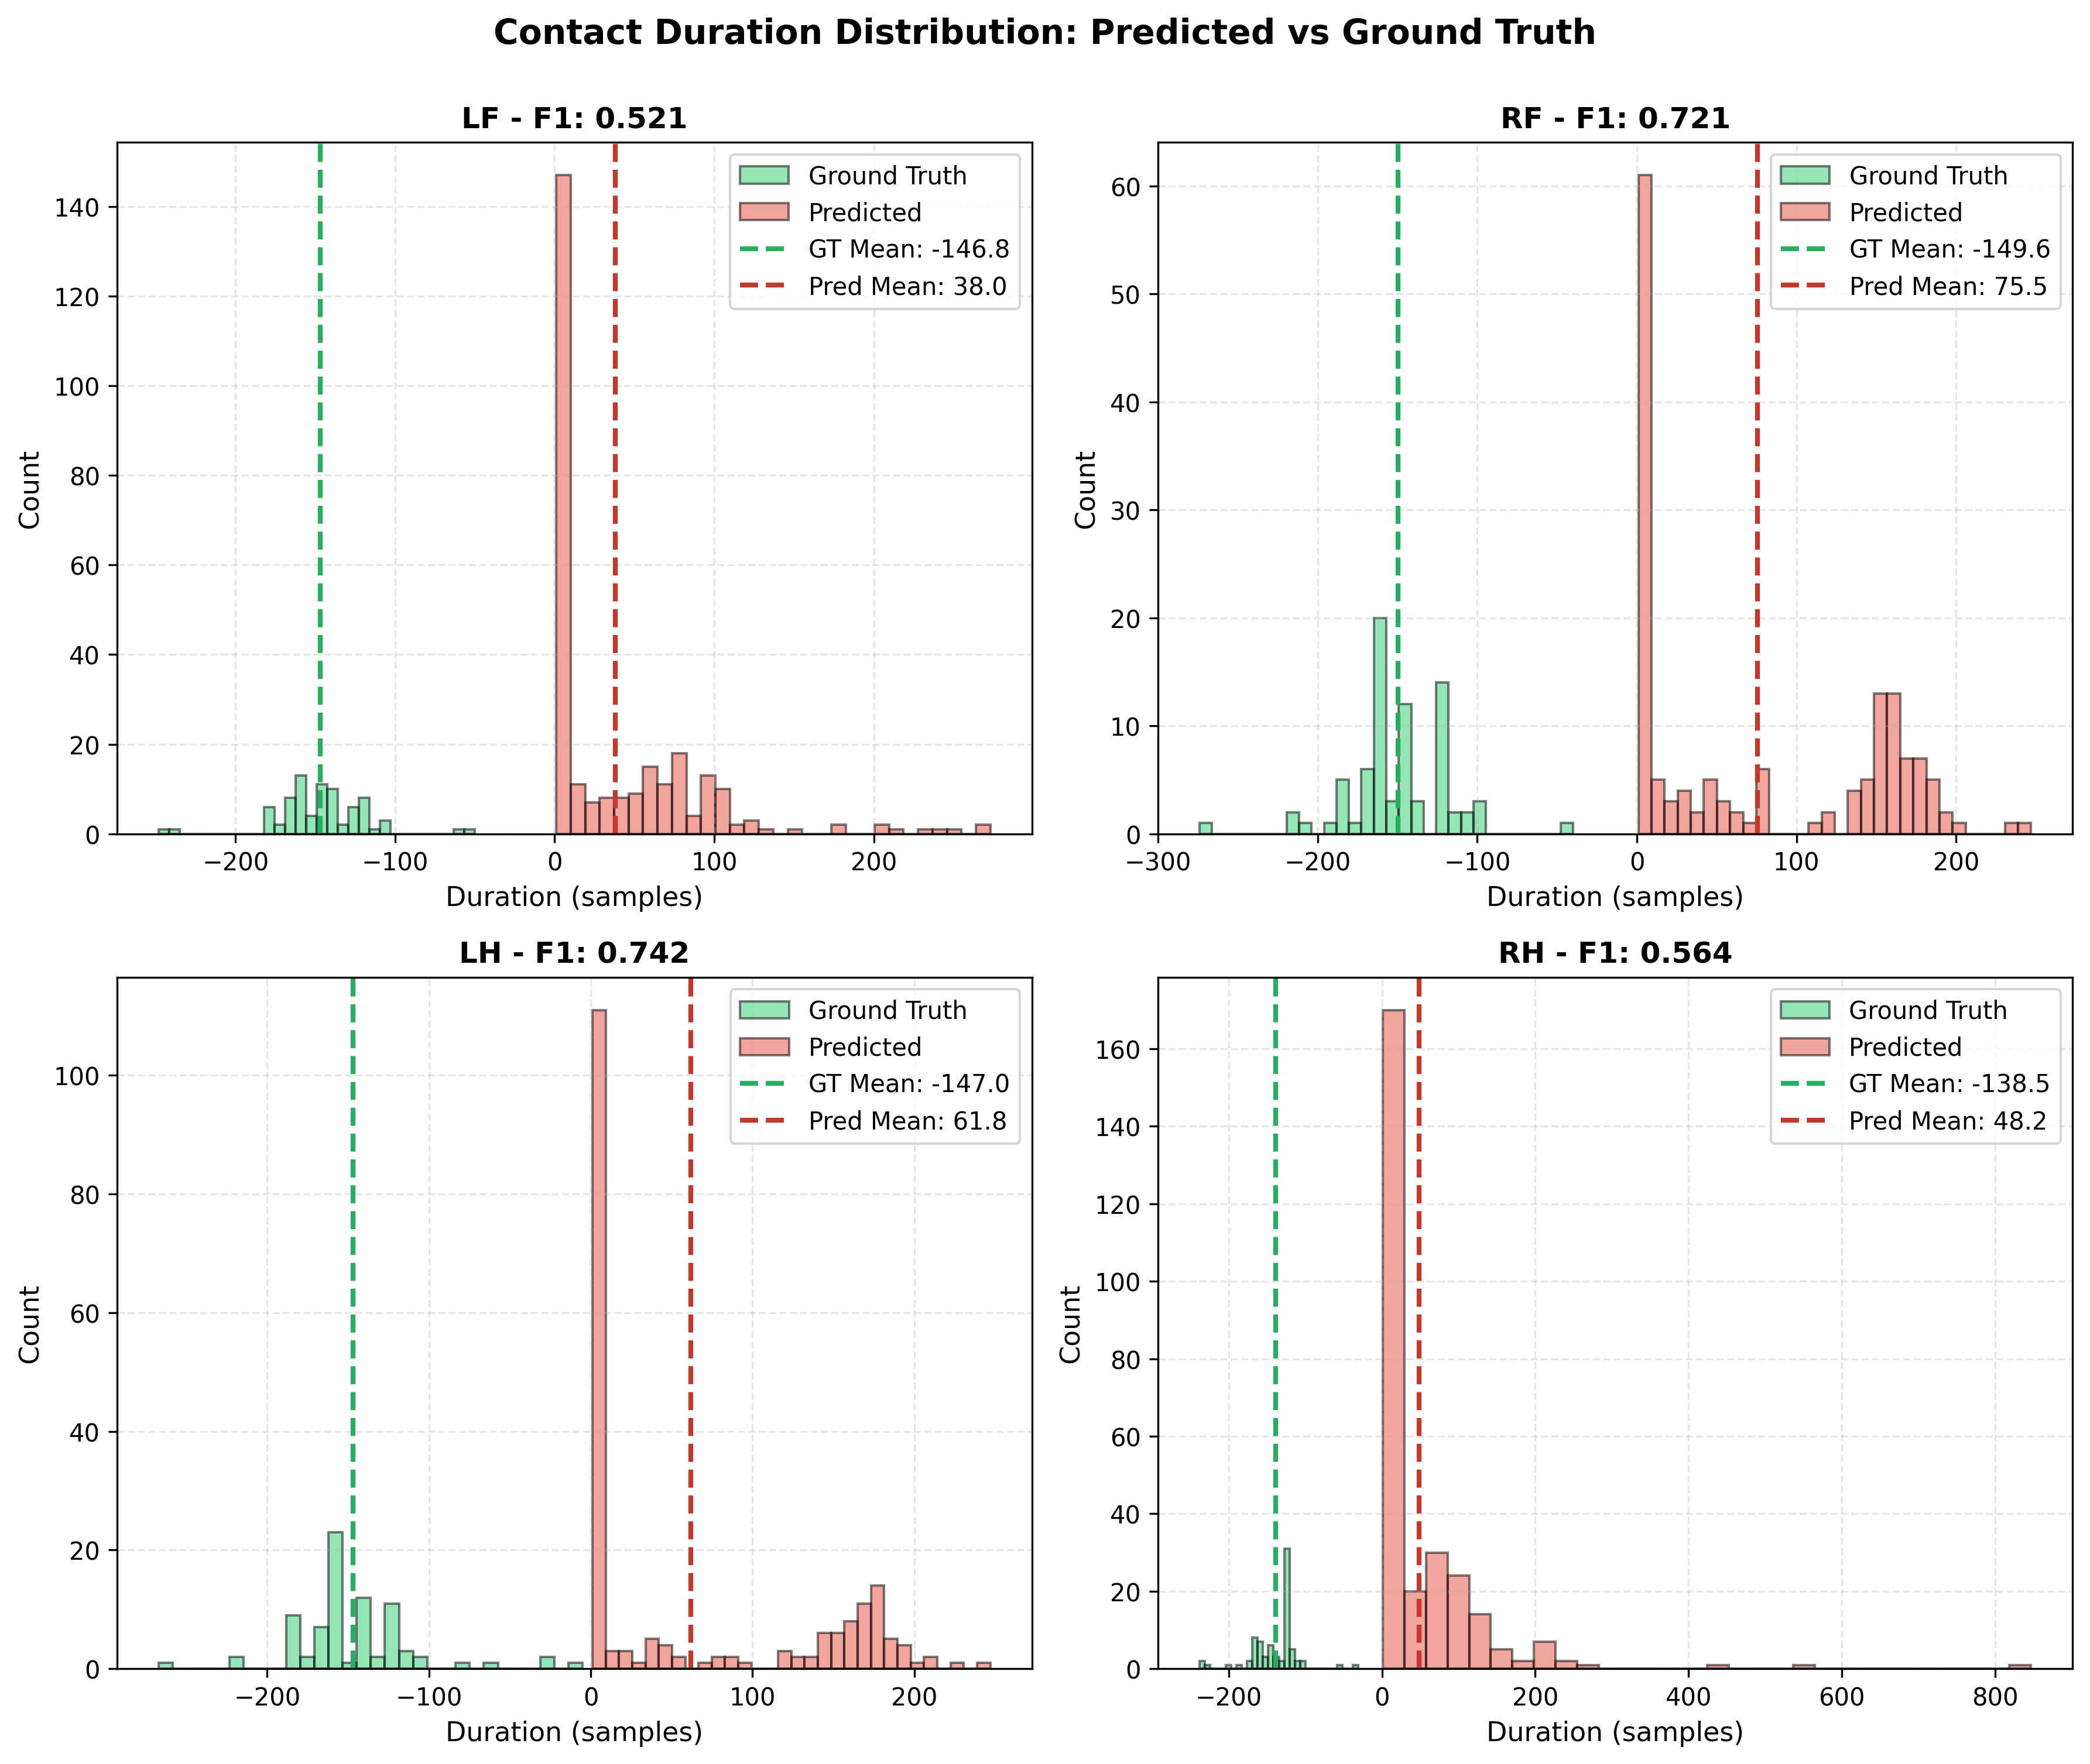 Contact Duration Distribution: Predicted vs Ground Truth
LF - F1: 0.521
Count
140
120
100
80
60
40
20
0
Ground Truth
Predicted
GT Mean: -146.8
Pred Mean: 38.0
−200
−100
0
100
200
Duration (samples)
RF - F1: 0.721
Count
60
50
40
30
20
10
0
Ground Truth
Predicted
GT Mean: -149.6
Pred Mean: 75.5
−300
−200
−100
0
100
200
Duration (samples)
LH - F1: 0.742
Count
100
80
60
40
20
0
Ground Truth
Predicted
GT Mean: -147.0
Pred Mean: 61.8
−200
−100
0
100
200
Duration (samples)
RH - F1: 0.564
Count
160
140
120
100
80
60
40
20
0
Ground Truth
Predicted
GT Mean: -138.5
Pred Mean: 48.2
−200
0
200
400
600
800
Duration (samples)